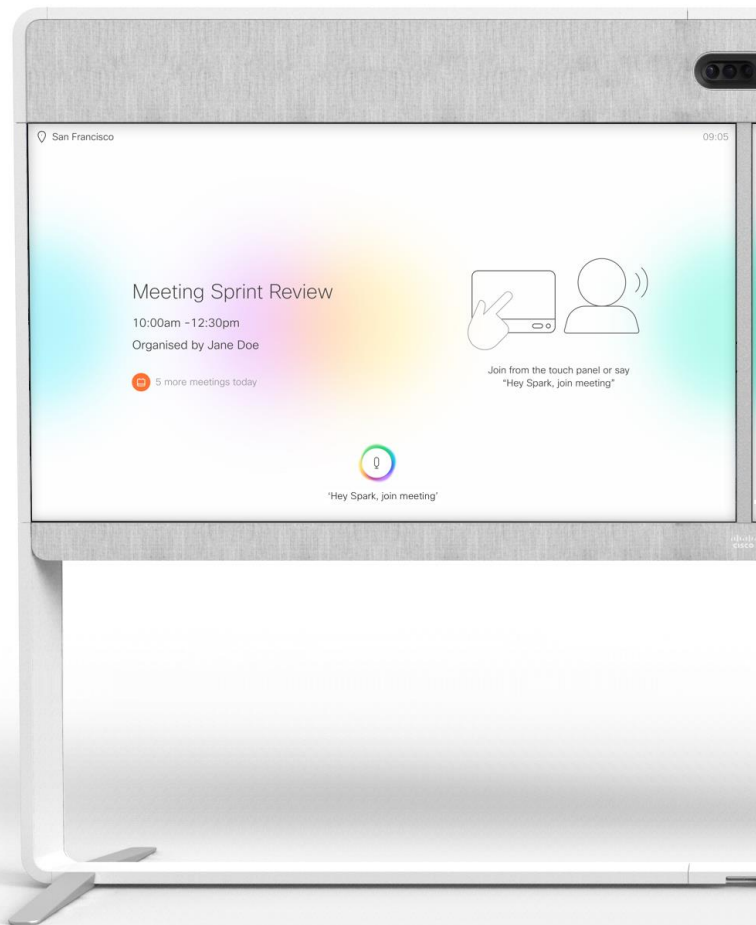 San Francisco
09:05
Meeting Sprint Review
10:00am -12:30pm
Organised by Jane Doe
5 more meetings today
Join from the touch panel or say
“Hey Spark, join meeting”
‘Hey Spark, join meeting’
cisco